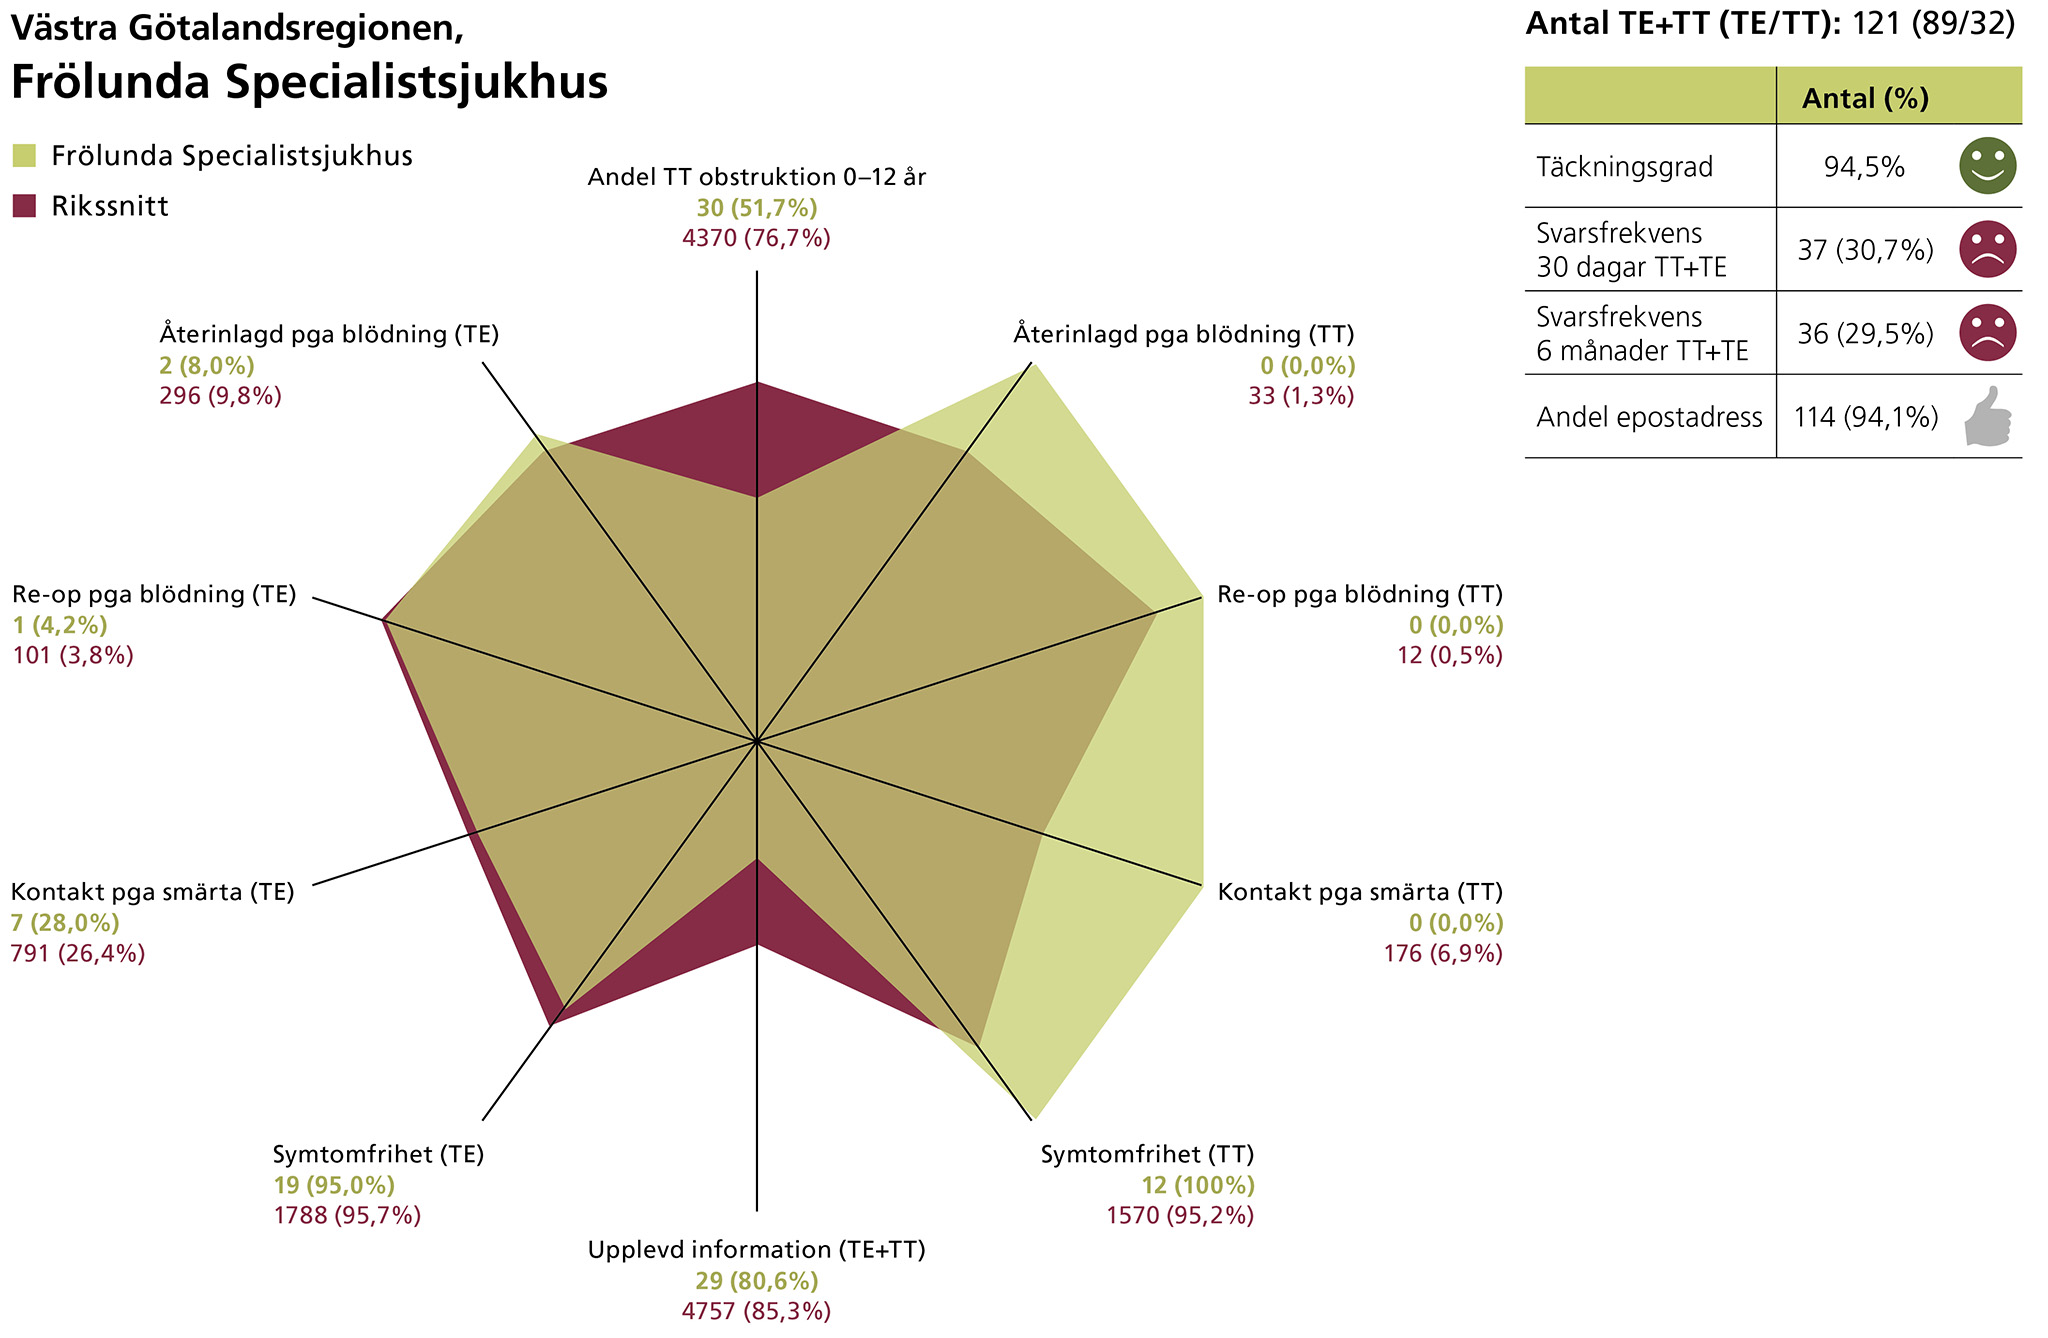 Västra Götalandsregionen,
Frölunda Specialistsjukhus
Frölunda Specialistsjukhus
Rikssnitt
Antal TE+TT (TE/TT): 121 (89/32)
Antal (%)
Täckningsgrad 94,5%
Svarsfrekvens
30 dagar TT+TE 37 (30,7%)
Svarsfrekvens
6 månader TT+TE 36 (29,5%)
Andel epostadress 114 (94,1%)
Andel TT obstruktion 0–12 år
30 (51,7%)
4370 (76,7%)
Återinlagd pga blödning (TE)
2 (8,0%)
296 (9,8%)
Återinlagd pga blödning (TT)
0 (0,0%)
33 (1,3%)
Re-op pga blödning (TE)
1 (4,2%)
101 (3,8%)
Re-op pga blödning (TT)
0 (0,0%)
12 (0,5%)
Kontakt pga smärta (TE)
7 (28,0%)
791 (26,4%)
Kontakt pga smärta (TT)
0 (0,0%)
176 (6,9%)
Symtomfrihet (TE)
19 (95,0%)
1788 (95,7%)
Symtomfrihet (TT)
12 (100%)
1570 (95,2%)
Upplevd information (TE+TT)
29 (80,6%)
4757 (85,3%)